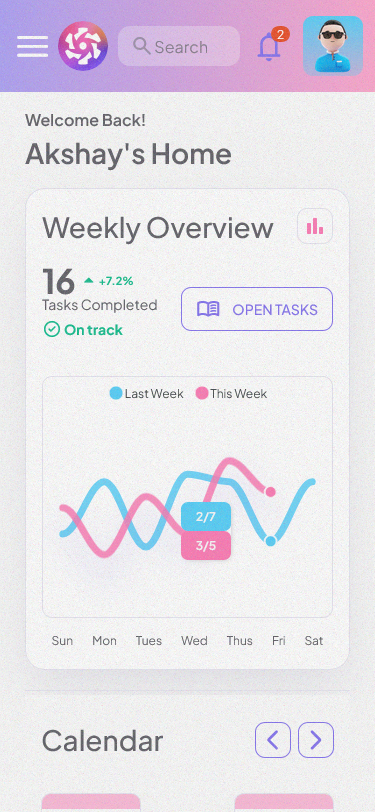 Search
2
Welcome Back!
Akshay's Home
Weekly Overview
16 +7.2%
Tasks Completed
On track
OPEN TASKS
Last Week This Week
2/7
3/5
Sun Mon Tues Wed Thus Fri Sat
Calendar